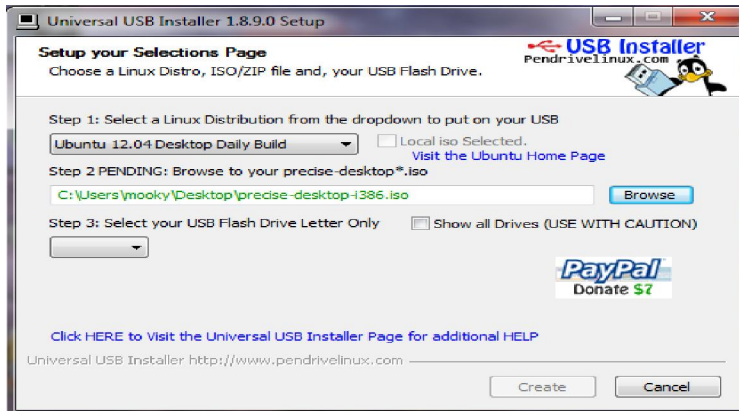 Universal USB Installer 1.8.9.0 Setup
Setup your Selections Page
Choose a Linux Distro, ISO/ZIP file and, your USB Flash Drive.
USB Installer
Pendrivelinux.com
Step 1: Select a Linux Distribution from the dropdown to put on your USB
Ubuntu 12.04 Desktop Daily Build
Local iso Selected.
Visit the Ubuntu Home Page
Step 2 PENDING: Browse to your precise-desktop*.iso
C:\Users\mooky\Desktop\precise-desktop-i386.iso
Browse
Step 3: Select your USB Flash Drive Letter Only
Show all Drives (USE WITH CAUTION)
PayPal
Donate $7
Click HERE to Visit the Universal USB Installer Page for additional HELP
Universal USB Installer http://www.pendrivelinux.com
Create
Cancel